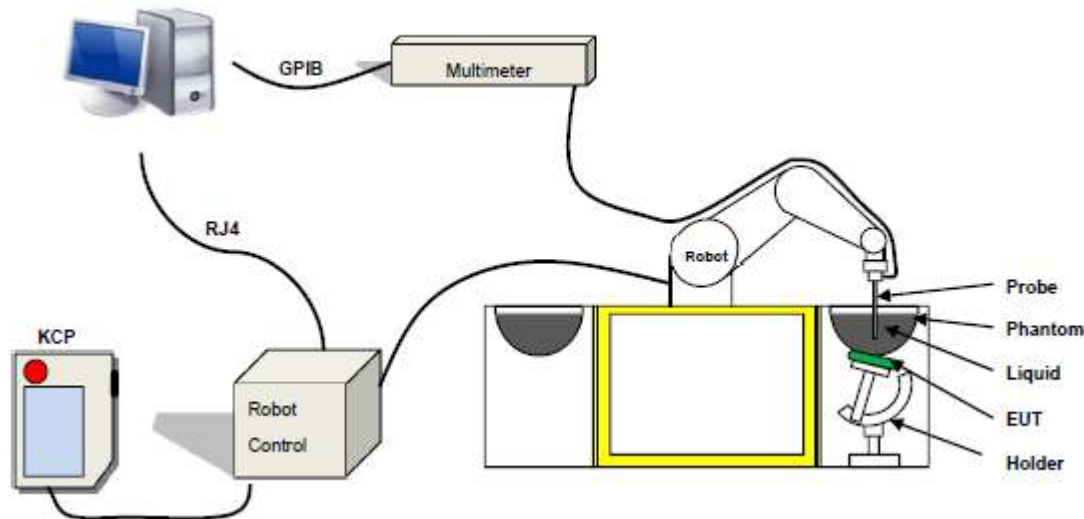 GPIB
Multimeter
RJ4
Robot
Probe
Phantom
KCP
Liquid
Robot
Control
EUT
Holder